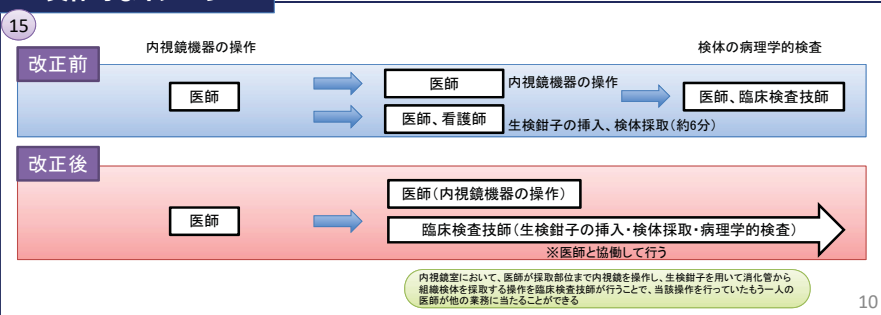 15
内視鏡機器の操作
検体の病理学的検査
改正前
医師
医師
内視鏡機器の操作
医師、看護師
生検鉗子の挿入、検体採取(約6分)
医師、臨床検査技師
改正後
医師
医師(内視鏡機器の操作)
臨床検査技師(生検鉗子の挿入・検体採取・病理学的検査)
※医師と協働して行う
内視鏡室において、医師が採取部位まで内視鏡を操作し、生検鉗子を用いて消化管から
組織検体を採取する操作を臨床検査技師が行うことで、当該操作を行っていたもう一人の
医師が他の業務に当たることができる
10